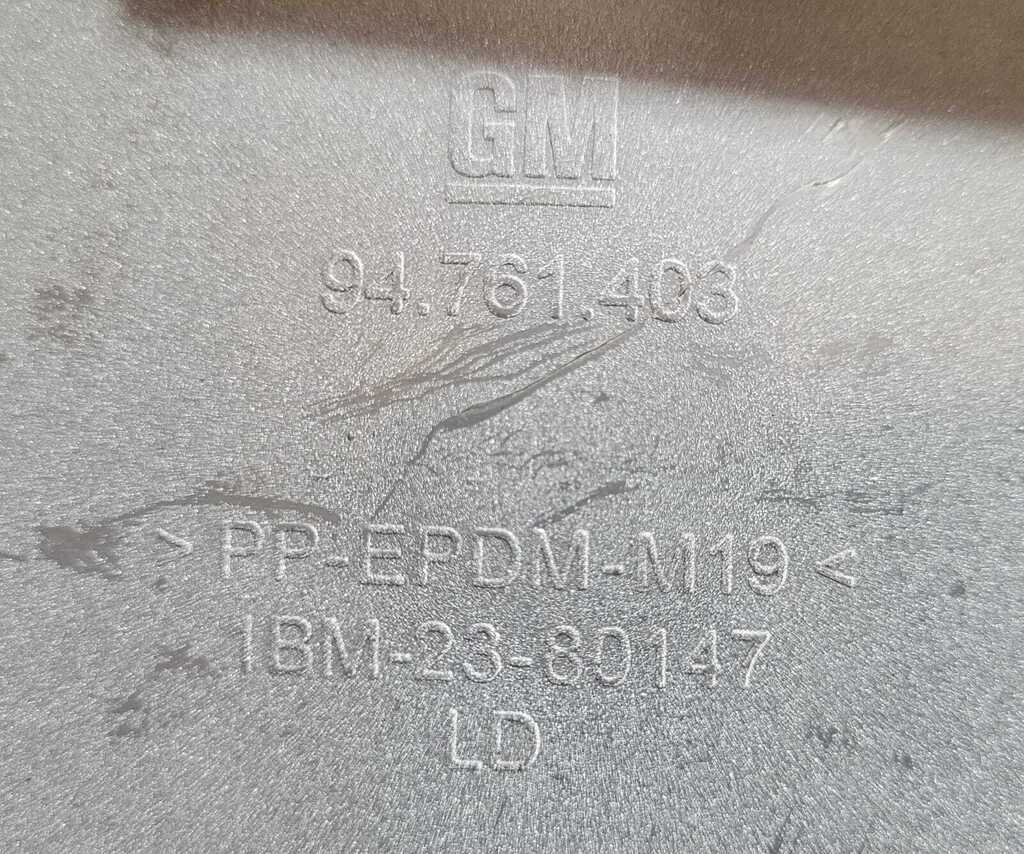 GM
94.761.403
> PP-EPDM-M19 <
IBM-23-80147
LD